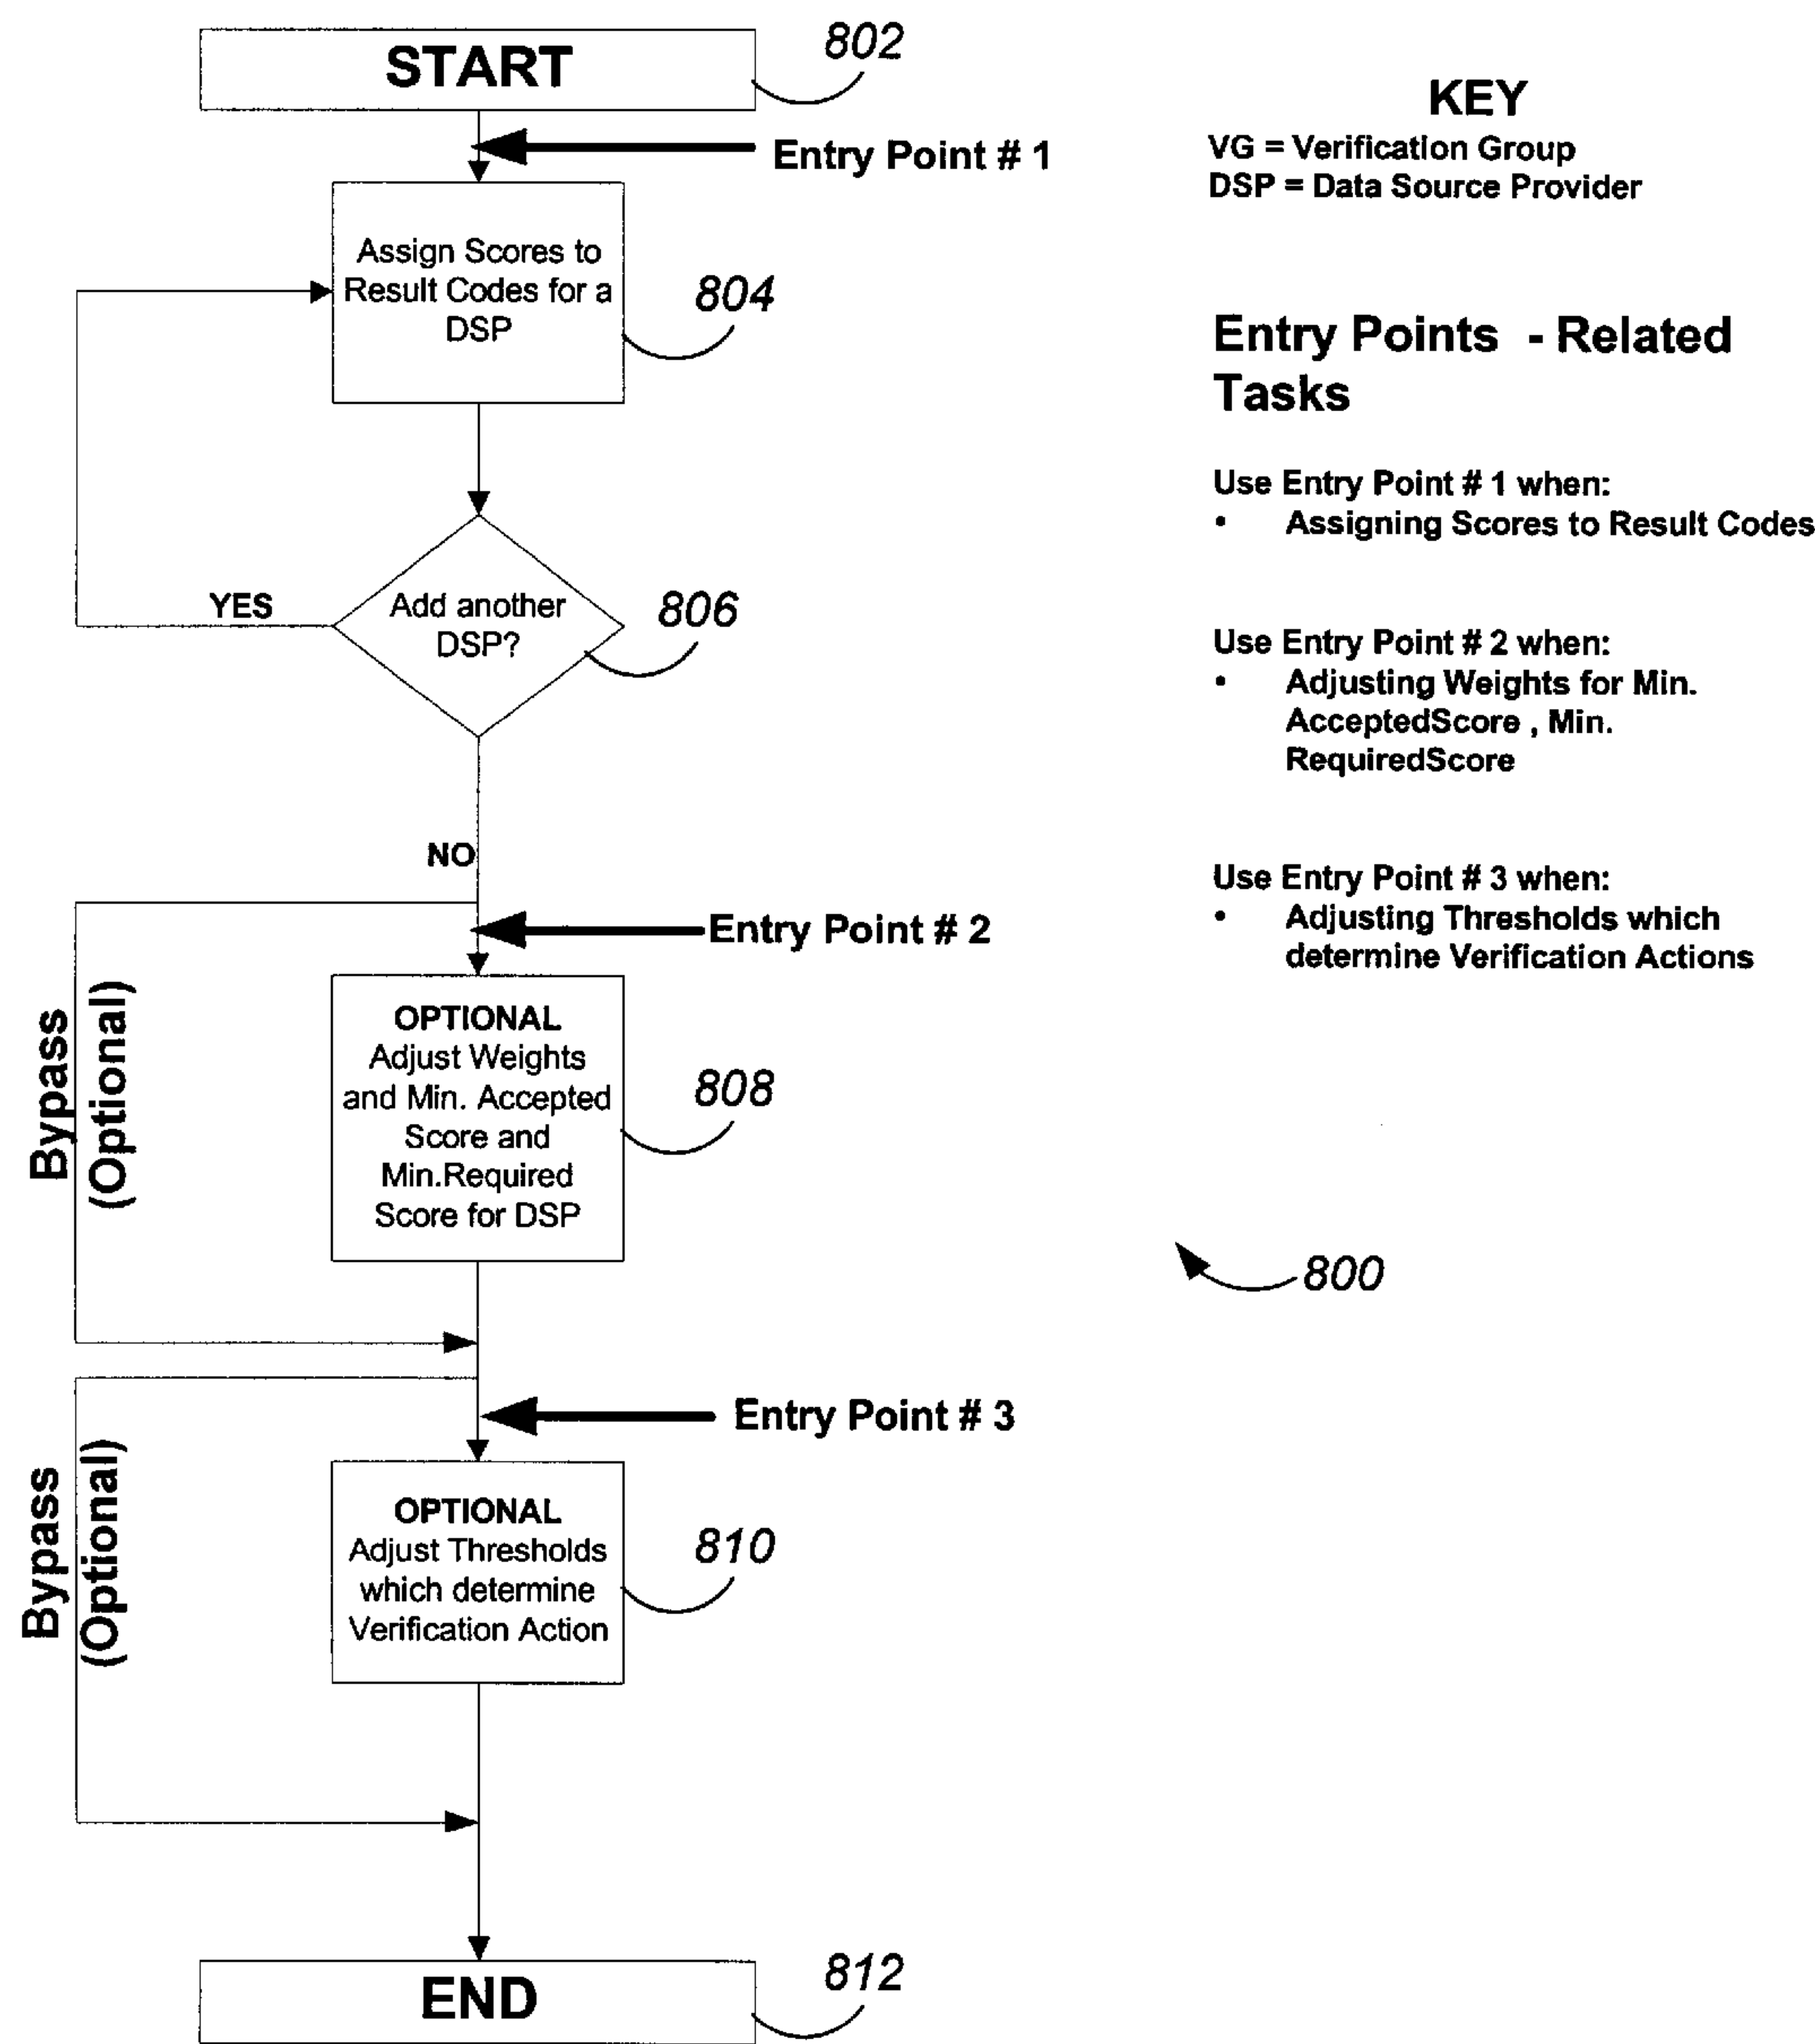 START
802
Entry Point # 1
Assign Scores to
Result Codes for a
DSP
804
YES
Add another
DSP?
806
NO
Entry Point # 2
Bypass
(Optional)
OPTIONAL
Adjust Weights
and Min. Accepted
Score and
Min.Required
Score for DSP
808
Entry Point # 3
Bypass
(Optional)
OPTIONAL
Adjust Thresholds
which determine
Verification Action
810
END
812
KEY
VG = Verification Group
DSP = Data Source Provider
Entry Points - Related
Tasks
Use Entry Point # 1 when:
• Assigning Scores to Result Codes
Use Entry Point # 2 when:
• Adjusting Weights for Min.
AcceptedScore , Min.
RequiredScore
Use Entry Point # 3 when:
• Adjusting Thresholds which
determine Verification Actions
800